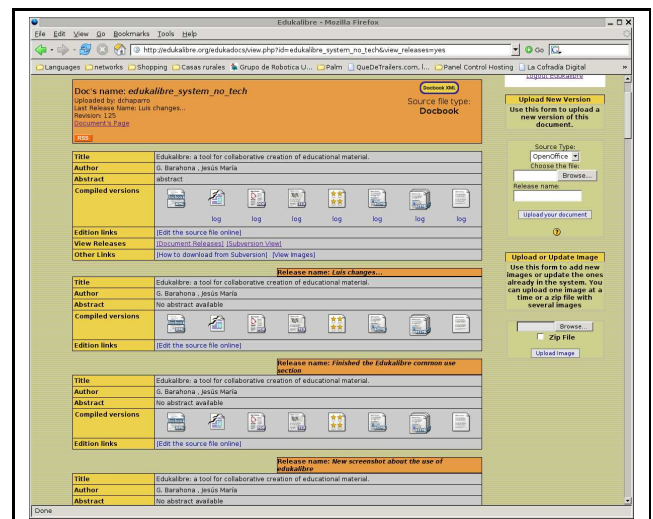 Edukalibre - Mozilla Firefox
File Edit View Go Bookmarks Tools Help
http://edukalibre.org/edukadocs/view.php?id=edukalibre_system_no_tech&view_releases=yes
Go
Languages networks Shopping Casas rurales Grupo de Robotica U... Palm QueDeTrailers.com. l... Panel Control Hosting La Cofradía Digital »
Logout Edukalibre
Doc's name: edukalibre_system_no_tech
Uploaded by: dchaparro
Last Release Name: Luis changes...
Revision: 125
Document's Page
RSS
Docbook XML
Source file type:
Docbook
Title Edukalibre: a tool for collaborative creation of educational material.
Author G. Barahona , Jesús María
Abstract abstract
Compiled versions
log log log log log log log
Edition links [Edit the source file online]
View Releases [Document Releases] [Subversion View]
Other Links [How to download from Subversion] [View Images]
Release name: Luis changes...
Title Edukalibre: a tool for collaborative creation of educational material.
Author G. Barahona , Jesús María
Abstract No abstract available
Compiled versions
Edition links [Edit the source file online]
Release name: Finished the Edukalibre common use
section
Title Edukalibre: a tool for collaborative creation of educational material.
Author G. Barahona , Jesús María
Abstract No abstract available
Compiled versions
Edition links [Edit the source file online]
Release name: New screenshot about the use of
edukalibre
Title Edukalibre: a tool for collaborative creation of educational material.
Author G. Barahona , Jesús María
Abstract No abstract available
Upload New Version
Use this form to upload a
new version of this
document.
Source Type:
OpenOffice
Choose the file:
Browse...
Release name:
Upload your document
?
Upload or Update Image
Use this form to add new
images or update the ones
already in the system. You
can upload one image at a
time or a zip file with
several images
Browse...
Zip File
Upload Image
Done